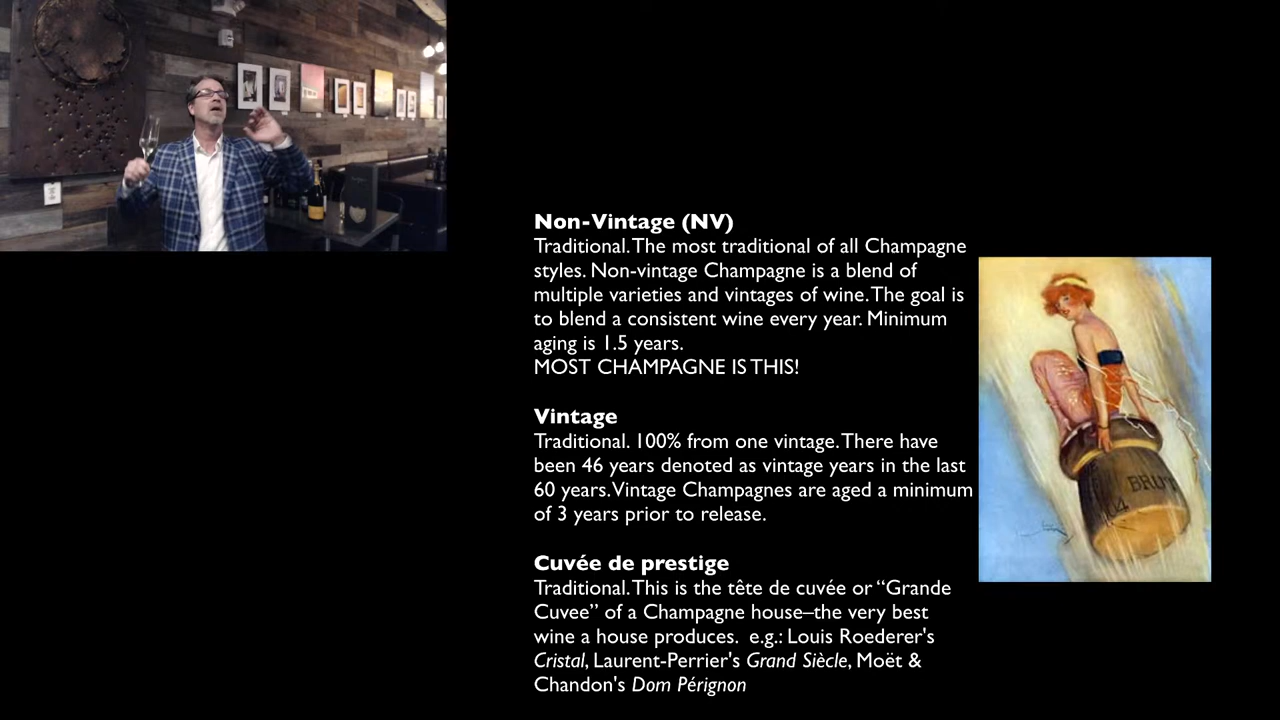 Non-Vintage (NV)
Traditional. The most traditional of all Champagne
styles. Non-vintage Champagne is a blend of
multiple varieties and vintages of wine. The goal is
to blend a consistent wine every year. Minimum
aging is 1.5 years.
MOST CHAMPAGNE IS THIS!
Vintage
Traditional. 100% from one vintage. There have
been 46 years denoted as vintage years in the last
60 years. Vintage Champagnes are aged a minimum
of 3 years prior to release.
Cuvée de prestige
Traditional. This is the tête de cuvée or “Grande
Cuvee” of a Champagne house–the very best
wine a house produces.  e.g.: Louis Roederer's
Cristal, Laurent-Perrier's Grand Siècle, Moët &
Chandon's Dom Pérignon
BRUT